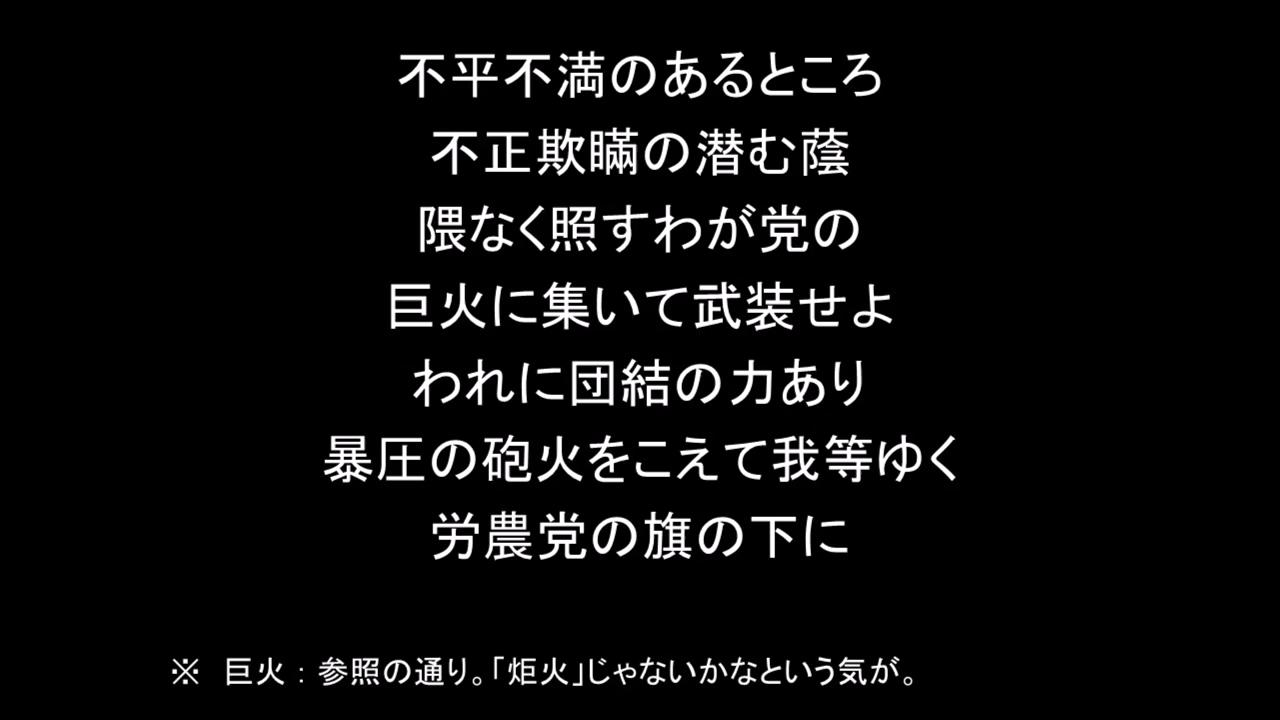 不平不満のあるところ
不正欺瞞の潜む蔭
隈なく照すわが党の
巨火に集いて武装せよ
われに団結の力あり
暴圧の砲火をこえて我等ゆく
労農党の旗の下に
※　巨火：参照の通り。「炬火」じゃないかなという気が。